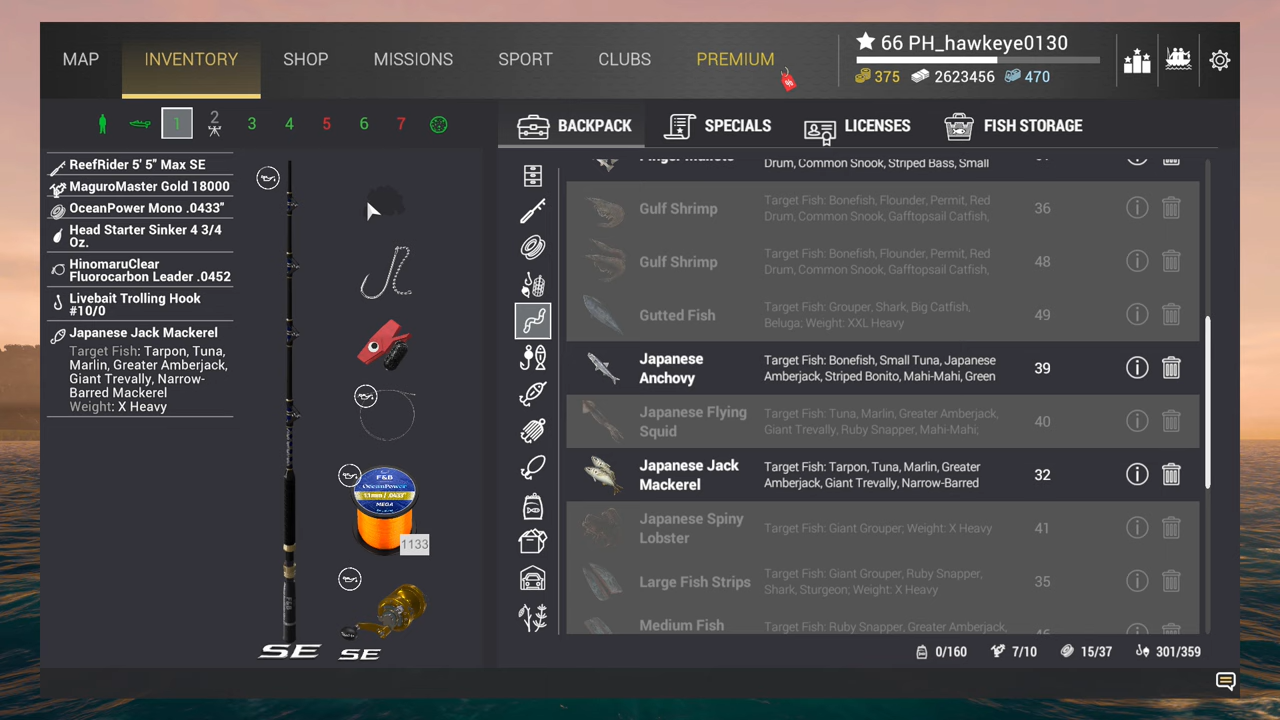 MAP
INVENTORY
SHOP
MISSIONS
SPORT
CLUBS
PREMIUM
%
66 PH_hawkeye0130
375
2623456
470
1
2
3
4
5
6
7
BACKPACK
SPECIALS
LICENSES
FISH STORAGE
ReefRider 5' 5" Max SE
MaguroMaster Gold 18000
OceanPower Mono .0433"
Head Starter Sinker 4 3/4
Oz.
HinomaruClear
Fluorocarbon Leader .0452
Livebait Trolling Hook
#10/0
Japanese Jack Mackerel
Target Fish: Tarpon, Tuna,
Marlin, Greater Amberjack,
Giant Trevally, Narrow-
Barred Mackerel
Weight: X Heavy
F&B
OceanPower
1.1mm / .0433"
MEGA
1133
SE
SE
Drum, Common Snook, Striped Bass, Small
Gulf Shrimp
Target Fish: Bonefish, Flounder, Permit, Red
Drum, Common Snook, Gafftopsail Catfish,
36
Gulf Shrimp
Target Fish: Bonefish, Flounder, Permit, Red
Drum, Common Snook, Gafftopsail Catfish,
48
Gutted Fish
Target Fish: Grouper, Shark, Big Catfish,
Beluga; Weight: XXL Heavy
49
Japanese
Anchovy
Target Fish: Bonefish, Small Tuna, Japanese
Amberjack, Striped Bonito, Mahi-Mahi, Green
39
Japanese Flying
Squid
Target Fish: Tuna, Marlin, Greater Amberjack,
Giant Trevally, Ruby Snapper, Mahi-Mahi;
40
Japanese Jack
Mackerel
Target Fish: Tarpon, Tuna, Marlin, Greater
Amberjack, Giant Trevally, Narrow-Barred
32
Japanese Spiny
Lobster
Target Fish: Giant Grouper; Weight: X Heavy
41
Large Fish Strips
Target Fish: Giant Grouper, Ruby Snapper,
Shark, Sturgeon; Weight: X Heavy
35
Medium Fish
Target Fish: Ruby Snapper, Greater Amberjack,
0/160
7/10
15/37
301/359